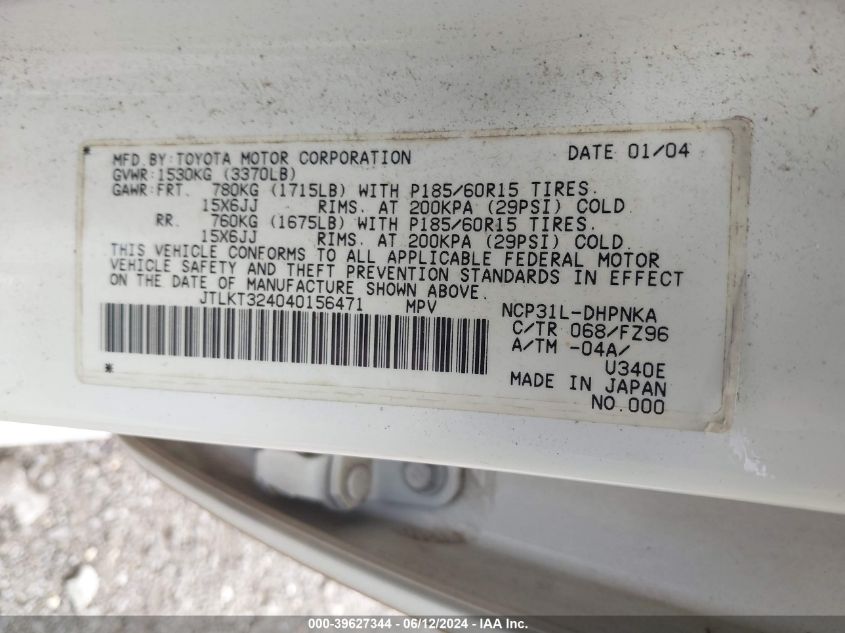 MFD.BY:TOYOTA MOTOR CORPORATION DATE 01/04
GVWR:1530KG (3370LB)
GAWR:FRT. 780KG (1715LB) WITH P185/60R15 TIRES.
15X6JJ RIMS. AT 200KPA (29PSI) COLD.
RR. 760KG (1675LB) WITH P185/60R15 TIRES.
15X6JJ RIMS. AT 200KPA (29PSI) COLD.
THIS VEHICLE CONFORMS TO ALL APPLICABLE FEDERAL MOTOR
VEHICLE SAFETY AND THEFT PREVENTION STANDARDS IN EFFECT
ON THE DATE OF MANUFACTURE SHOWN ABOVE.
JTLKT324040156471 MPV NCP31L-DHPNKA
C/TR 068/FZ96
A/TM -04A/
U340E
MADE IN JAPAN
NO.000
000-39627344 - 06/12/2024 - IAA Inc.